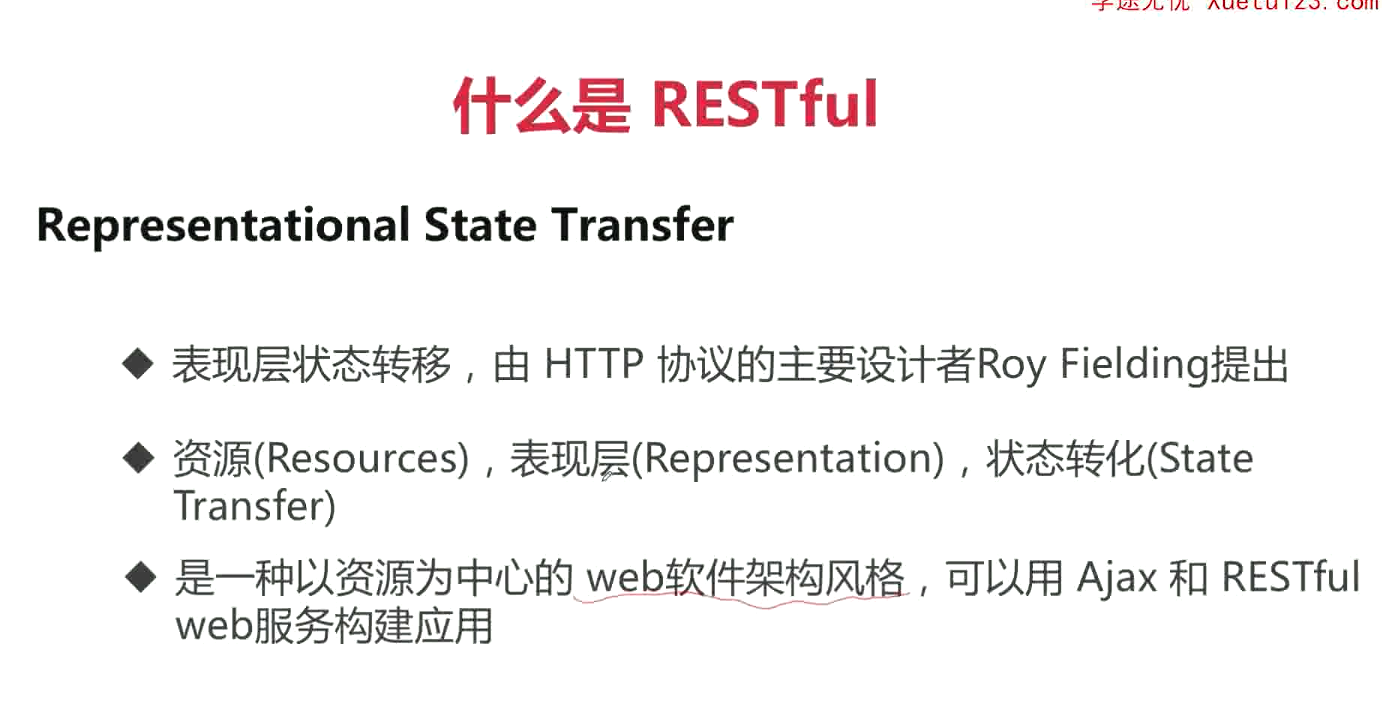 学途无忧 Xuetu123.com
什么是 RESTful
Representational State Transfer
◆ 表现层状态转移，由 HTTP 协议的主要设计者Roy Fielding提出
◆ 资源(Resources)，表现层(Representation)，状态转化(State
Transfer)
◆ 是一种以资源为中心的 web软件架构风格，可以用 Ajax 和 RESTful
web服务构建应用